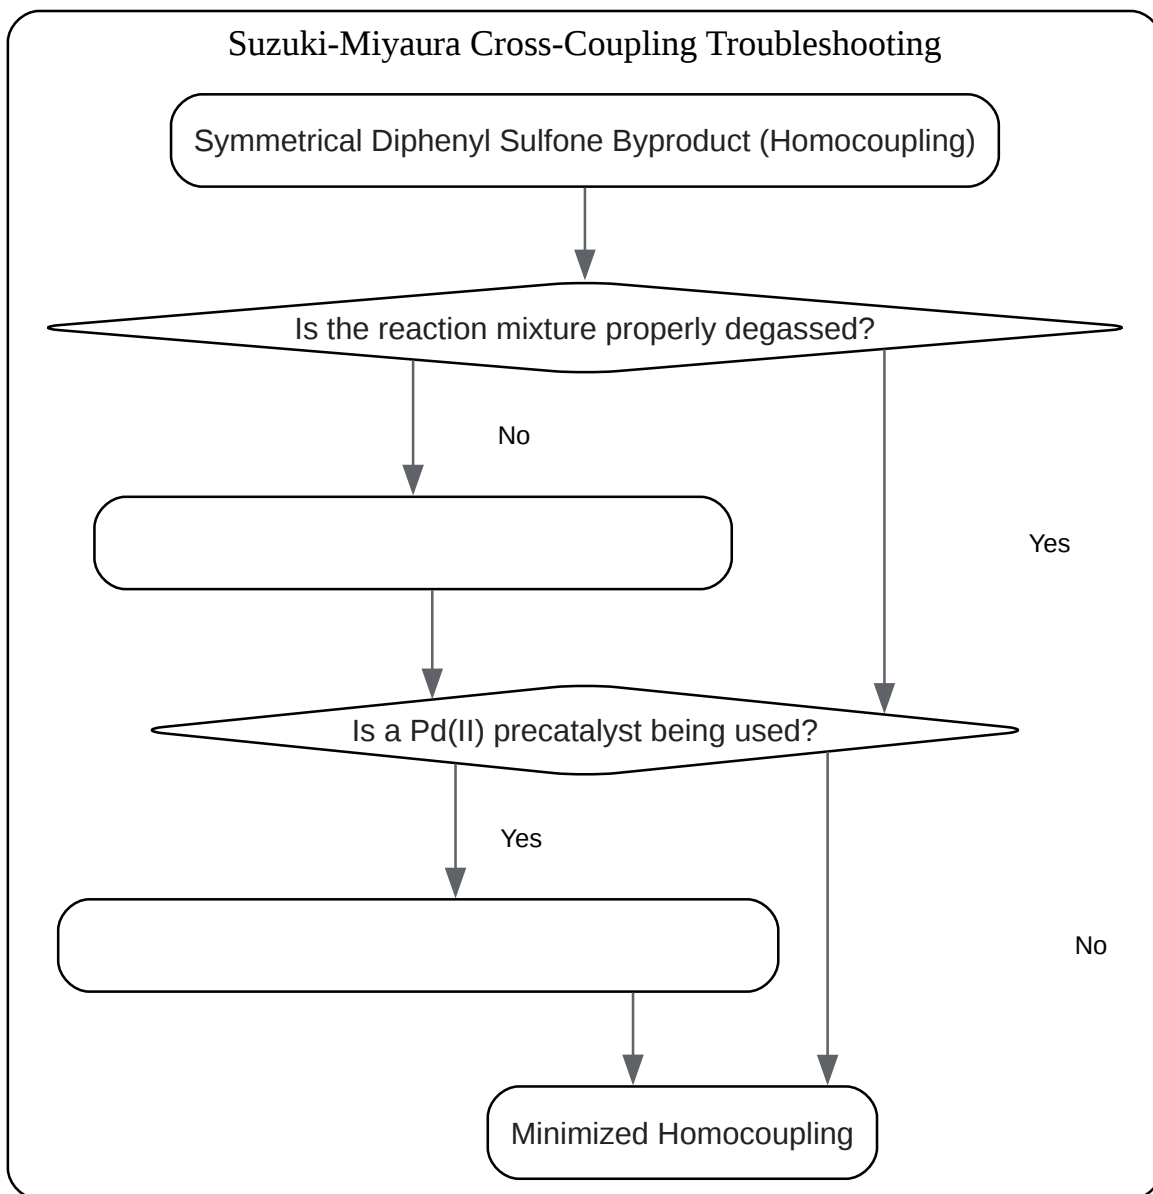 Suzuki-Miyaura Cross-Coupling Troubleshooting
Symmetrical Diphenyl Sulfone Byproduct (Homocoupling)
Is the reaction mixture properly degassed?
No
Yes
Is a Pd(II) precatalyst being used?
Yes
No
Minimized Homocoupling